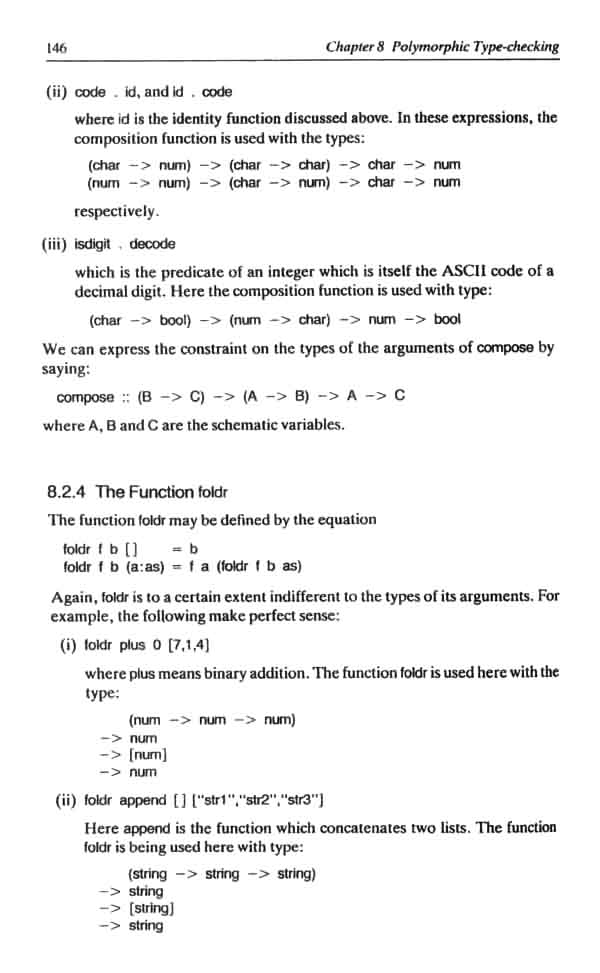 146 Chapter 8 Polymorphic Type-checking
(ii) code . id, and id . code
where id is the identity function discussed above. In these expressions, the
composition function is used with the types:
(char -> num) -> (char -> char) -> char -> num
(num -> num) -> (char -> num) -> char -> num
respectively.
(iii) isdigit . decode
which is the predicate of an integer which is itself the ASCII code of a
decimal digit. Here the composition function is used with type:
(char -> bool) -> (num -> char) -> num -> bool
We can express the constraint on the types of the arguments of compose by
saying:
compose :: (B -> C) -> (A -> B) -> A -> C
where A, B and C are the schematic variables.
8.2.4 The Function foldr
The function foldr may be defined by the equation
foldr f b [] = b
foldr f b (a:as) = f a (foldr f b as)
Again, foldr is to a certain extent indifferent to the types of its arguments. For
example, the following make perfect sense:
(i) foldr plus 0 [7,1,4]
where plus means binary addition. The function foldr is used here with the
type:
(num -> num -> num)
-> num
-> [num]
-> num
(ii) foldr append [] ["str1","str2","str3"]
Here append is the function which concatenates two lists. The function
foldr is being used here with type:
(string -> string -> string)
-> string
-> [string]
-> string